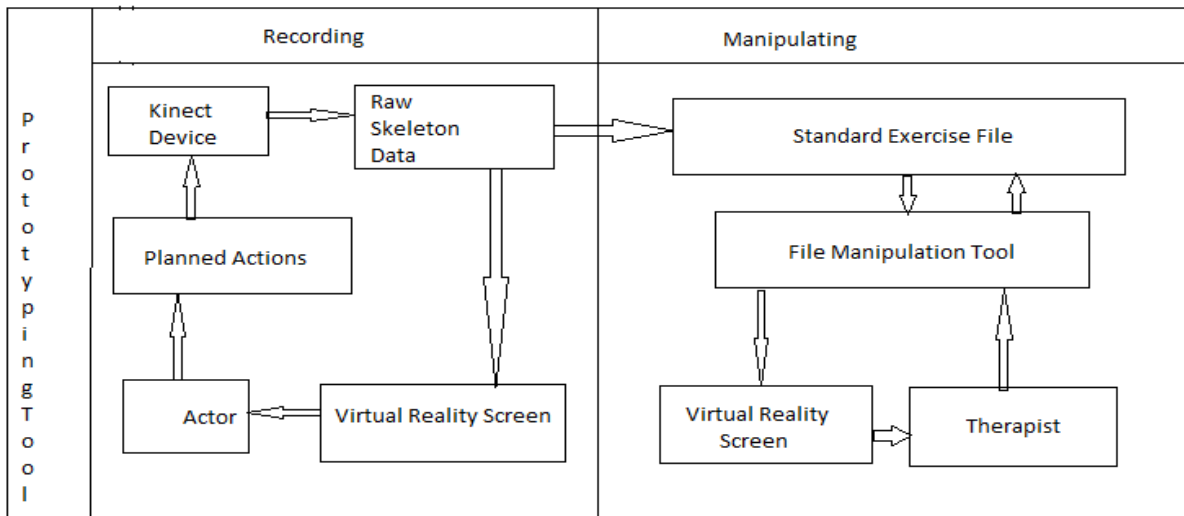 Recording
Manipulating
P
r
o
t
o
t
y
p
i
n
g
T
o
o
l
Kinect
Device
Raw
Skeleton
Data
Planned Actions
Actor
Virtual Reality Screen
Standard Exercise File
File Manipulation Tool
Virtual Reality
Screen
Therapist